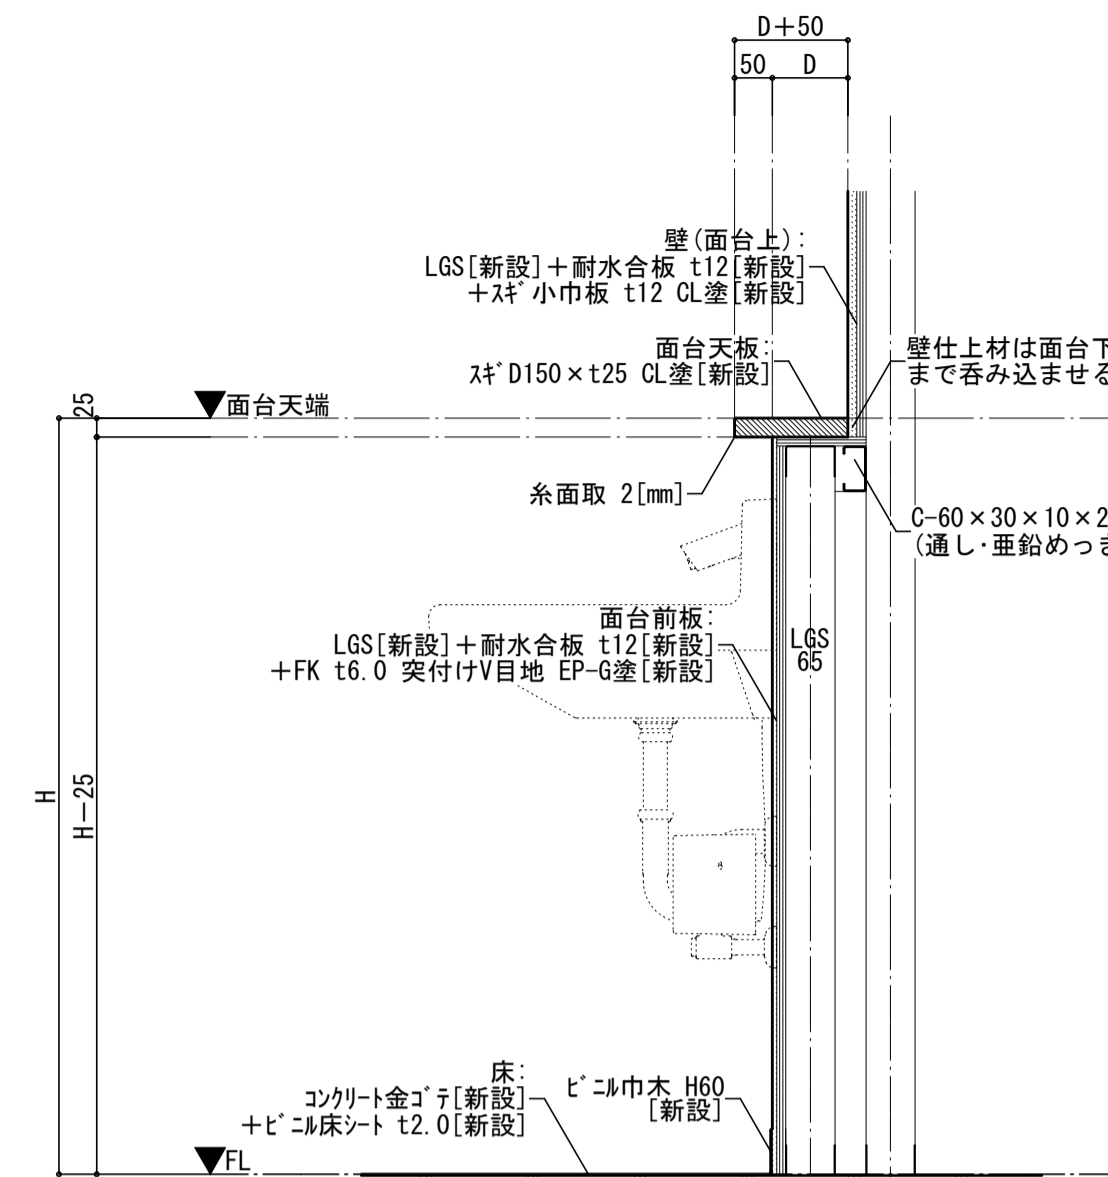 D+50
50
D
壁(面台上):
LGS[新設]+耐水合板 t12[新設]
+スギ小巾板 t12 CL塗[新設]
面台天板:
スギD150×t25 CL塗[新設]
壁仕上材は面台下
まで呑み込ませる
25
面台天端
糸面取 2[mm]
C-60×30×10×2
(通し・亜鉛めっき
面台前板:
LGS[新設]+耐水合板 t12[新設]
+FK t6.0 突付けV目地 EP-G塗[新設]
LGS
65
H
H-25
床:
コンクリート金ゴテ[新設]
+ビニル床シート t2.0[新設]
ビニル巾木 H60
[新設]
FL